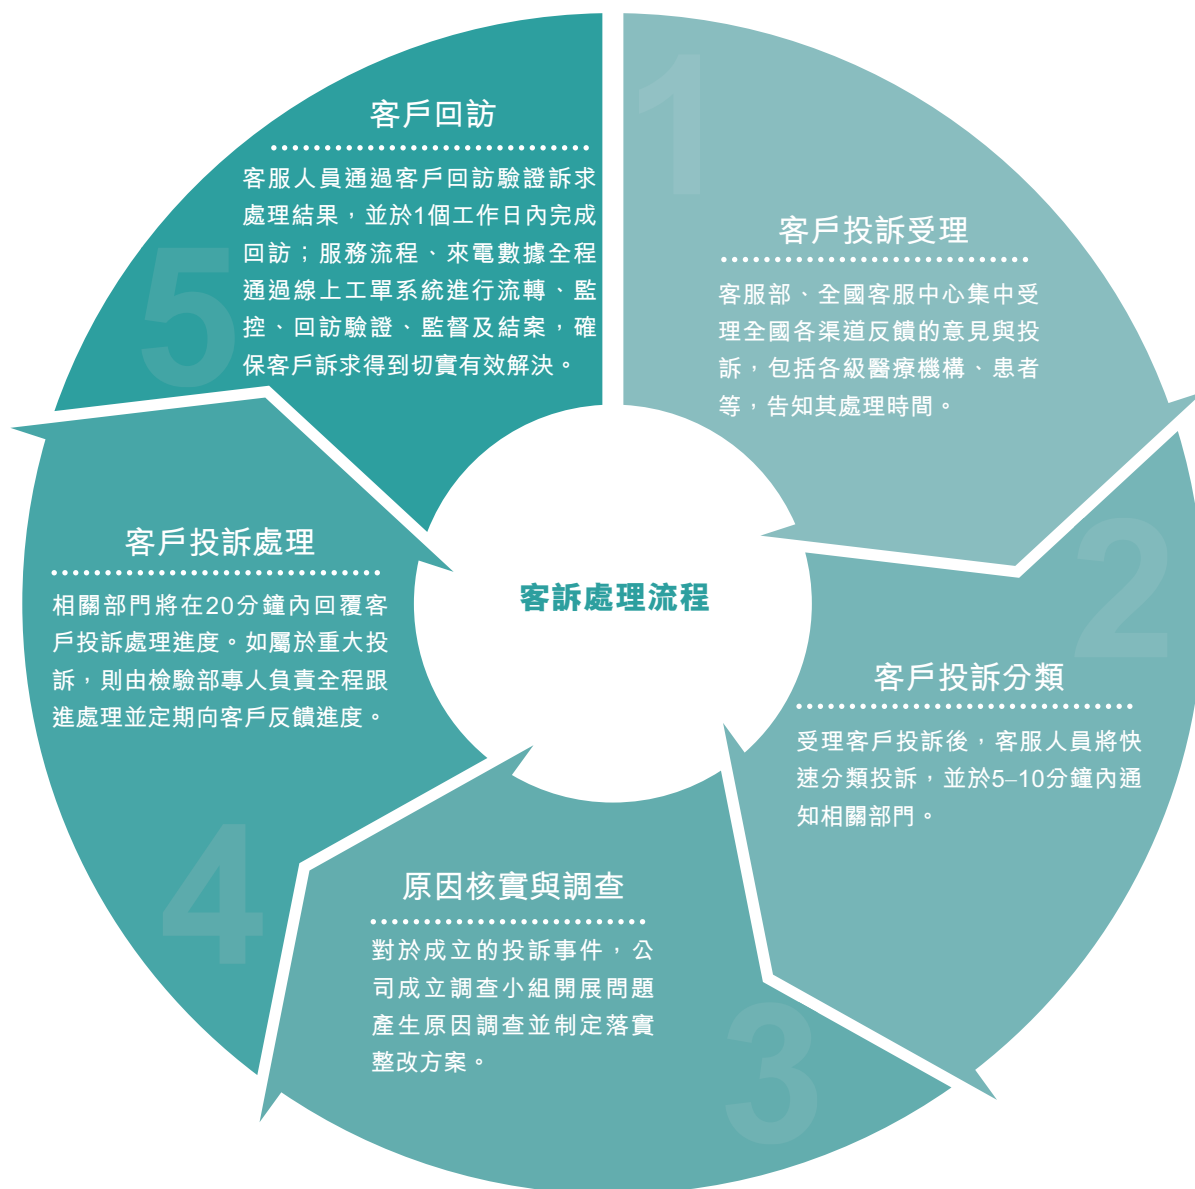 客訴處理流程
1
客戶投訴受理
客服部、全國客服中心集中受
理全國各渠道反饋的意見與投
訴，包括各級醫療機構、患者
等，告知其處理時間。
2
客戶投訴分類
受理客戶投訴後，客服人員將快
速分類投訴，並於5–10分鐘內通
知相關部門。
3
原因核實與調查
對於成立的投訴事件，公
司成立調查小組開展問題
產生原因調查並制定落實
整改方案。
4
客戶投訴處理
相關部門將在20分鐘內回覆客
戶投訴處理進度。如屬於重大投
訴，則由檢驗部專人負責全程跟
進處理並定期向客戶反饋進度。
5
客戶回訪
客服人員通過客戶回訪驗證訴求
處理結果，並於1個工作日內完成
回訪；服務流程、來電數據全程
通過線上工單系統進行流轉、監
控、回訪驗證、監督及結案，確
保客戶訴求得到切實有效解決。